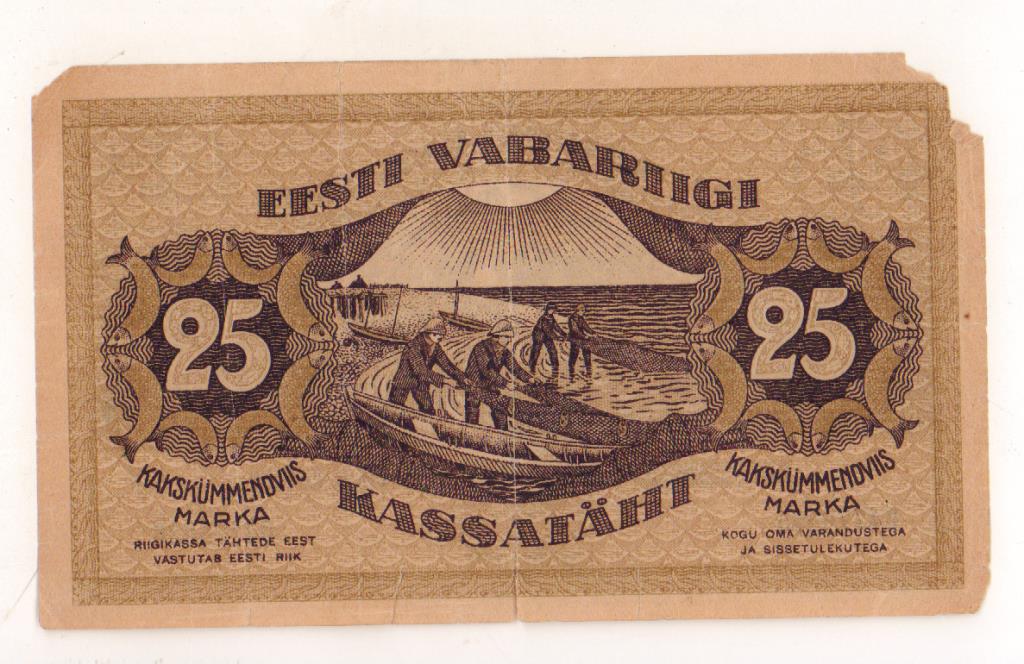 EESTI VABARIIGI
25
25
KAKSKÜMMENDVIIS
MARKA
RIIGIKASSA TÄHTEDE EEST
VASTUTAB EESTI RIIK
KASSATÄHT
KAKSKÜMMENDVIIS
MARKA
KOGU OMA VARANDUSTEGA
JA SISSETULEKUTEGA